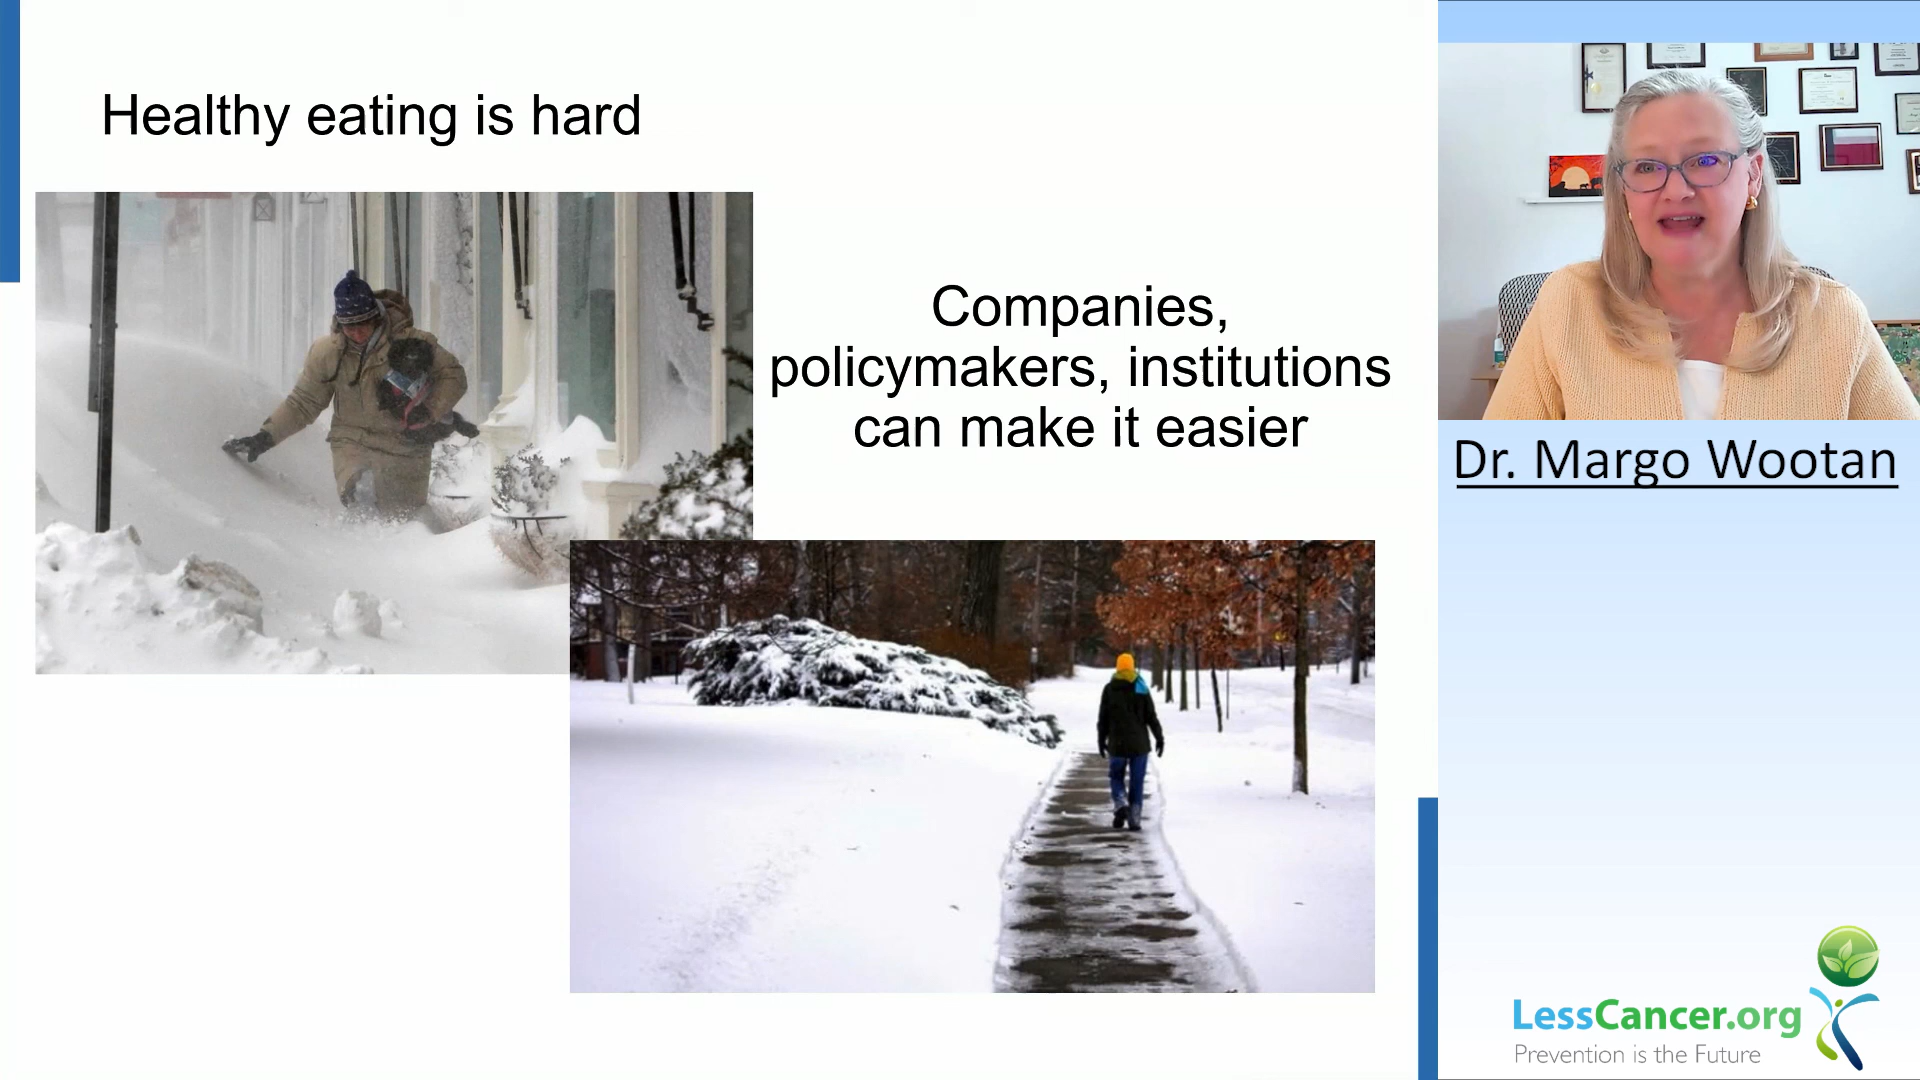 Healthy eating is hard
Companies,
policymakers, institutions
can make it easier
Dr. Margo Wootan
LessCancer.org
Prevention is the Future